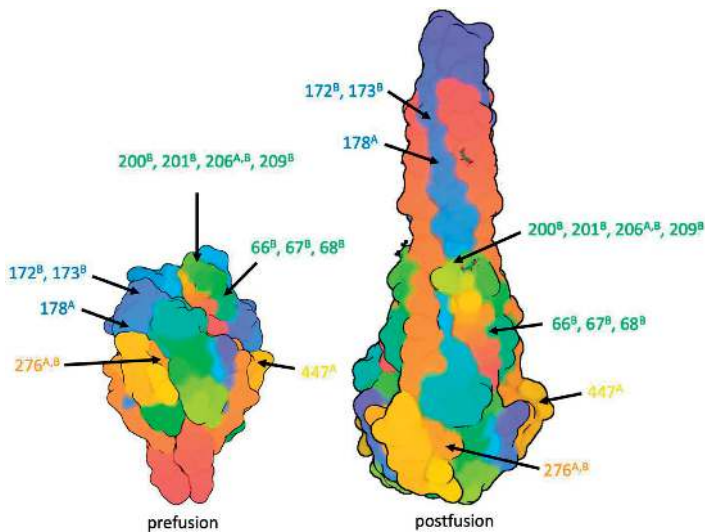 172ᴮ, 173ᴮ
178ᴬ
200ᴮ, 201ᴮ, 206ᴬ,ᴮ, 209ᴮ
66ᴮ, 67ᴮ, 68ᴮ
172ᴮ, 173ᴮ
178ᴬ
276ᴬ,ᴮ
447ᴬ
prefusion
200ᴮ, 201ᴮ, 206ᴬ,ᴮ, 209ᴮ
66ᴮ, 67ᴮ, 68ᴮ
447ᴬ
276ᴬ,ᴮ
postfusion